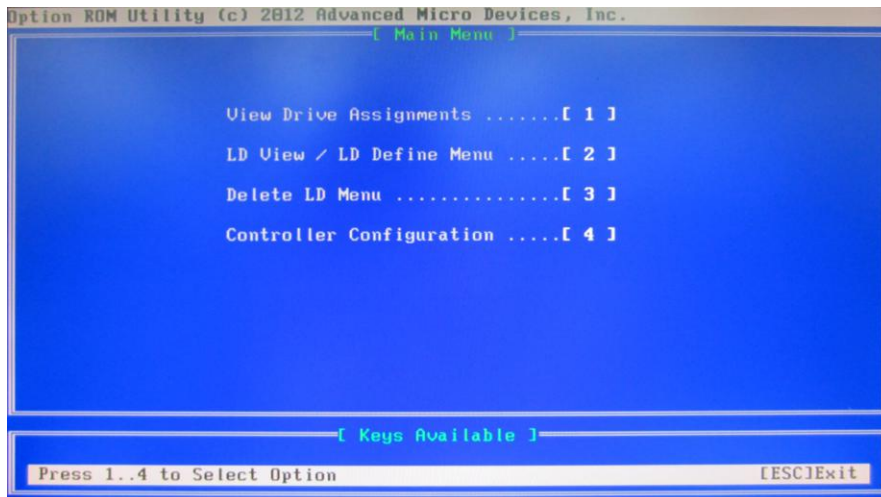 Option ROM Utility (c) 2012 Advanced Micro Devices, Inc.
[ Main Menu ]
View Drive Assignments .......[ 1 ]
LD View / LD Define Menu .....[ 2 ]
Delete LD Menu ...............[ 3 ]
Controller Configuration .....[ 4 ]
[ Keys Available ]
Press 1..4 to Select Option [ESC]Exit